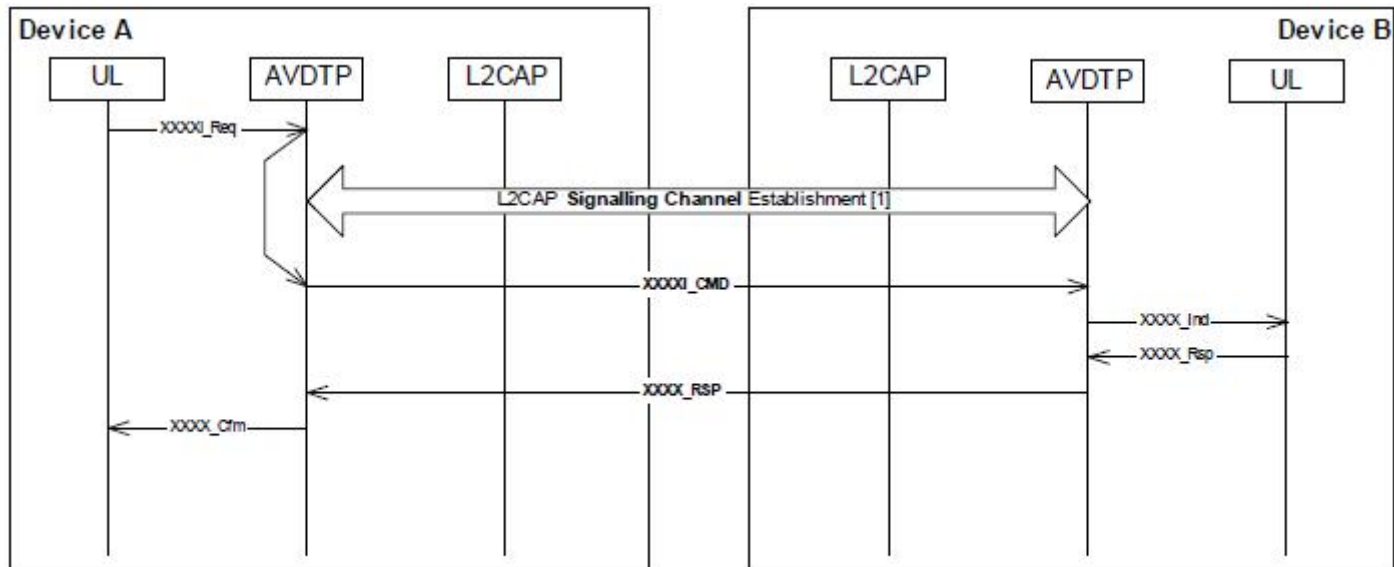 Device A
Device B
UL
AVDTP
L2CAP
L2CAP
AVDTP
UL
XXXXI_Req
L2CAP Signalling Channel Establishment [1]
XXXXI_CMD
XXXX_Ind
XXXX_Rsp
XXXX_RSP
XXXX_Cfm